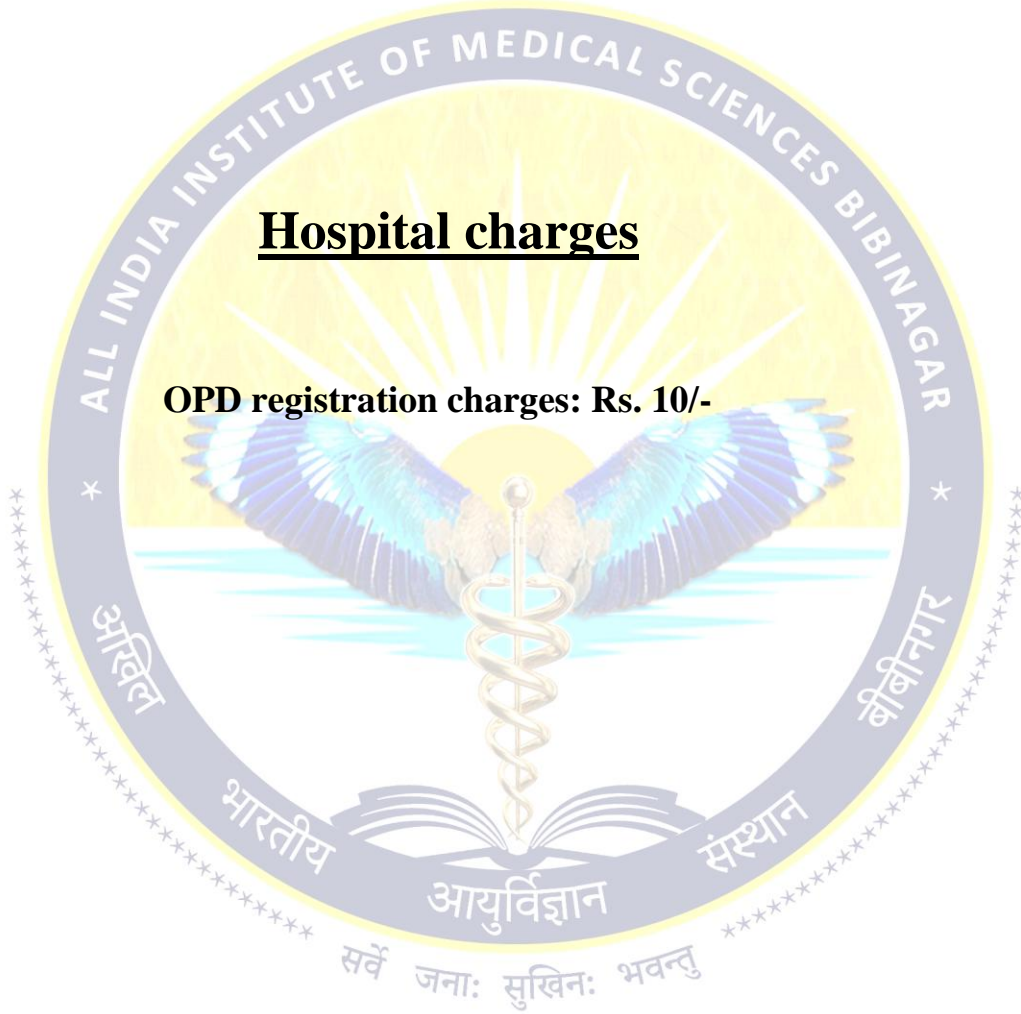 ALL INDIA INSTITUTE OF MEDICAL SCIENCES BIBINAGAR
Hospital charges
OPD registration charges: Rs. 10/-
अखिल भारतीय आयुर्विज्ञान संस्थान बीबीनगर
सर्वे जनाः सुखिनः भवन्तु